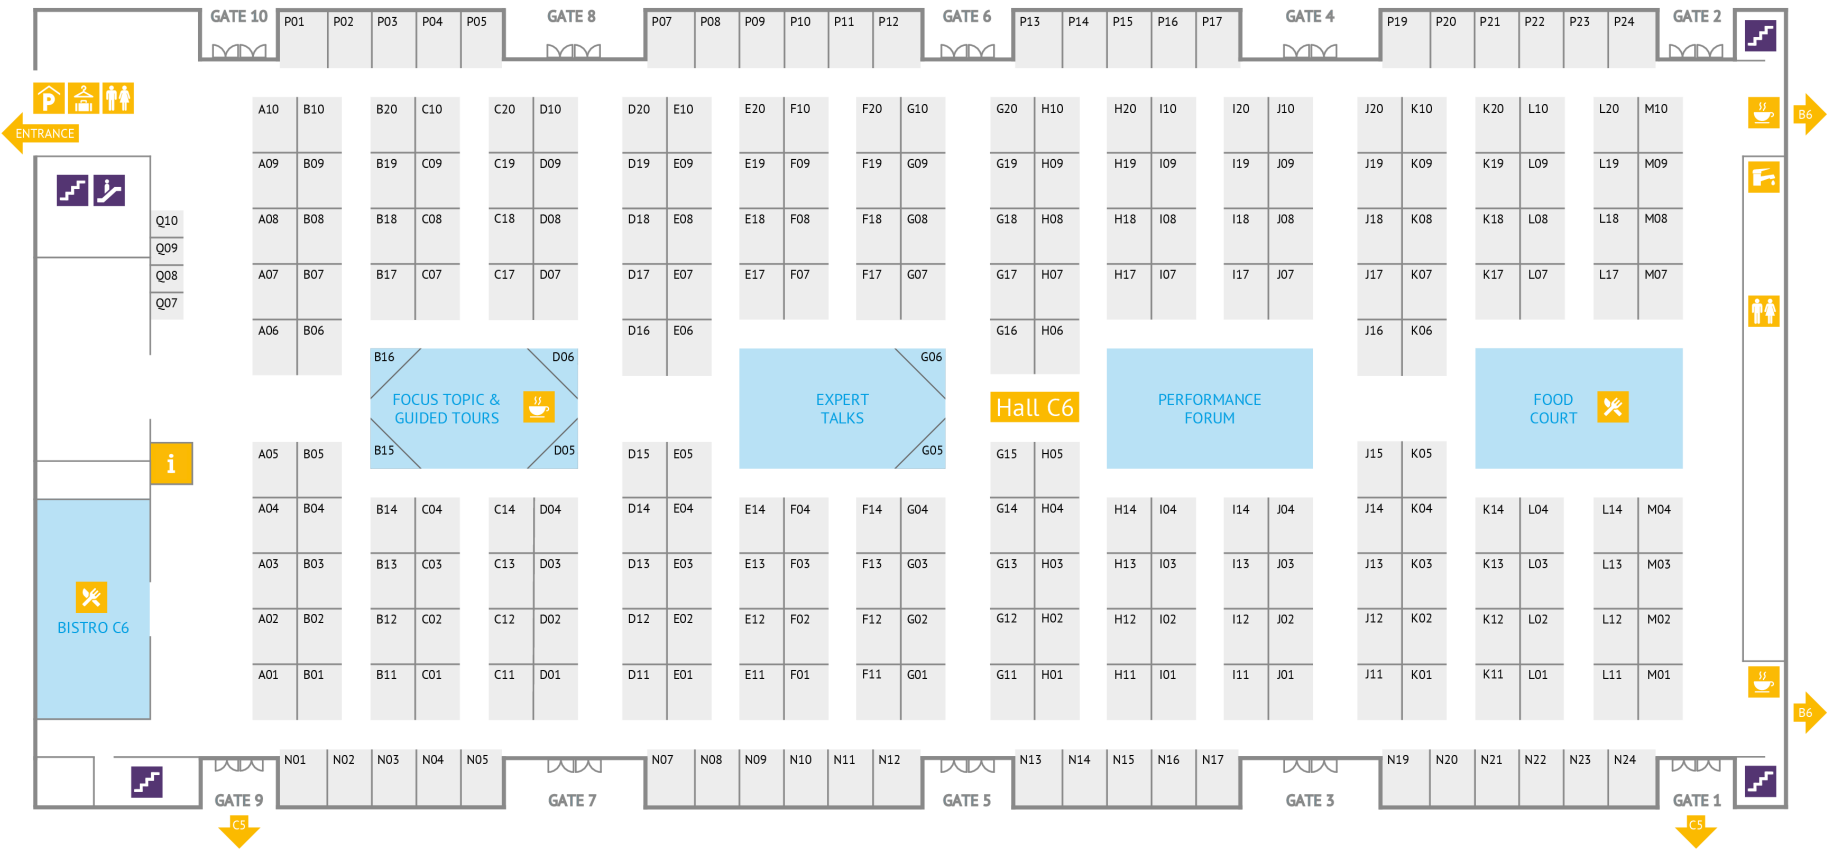 GATE 10 GATE 8 GATE 6 GATE 4 GATE 2
P01 P02 P03 P04 P05 P07 P08 P09 P10 P11 P12 P13 P14 P15 P16 P17 P19 P20 P21 P22 P23 P24
P
A10 B10 B20 C10 C20 D10 D20 E10 E20 F10 F20 G10 G20 H10 H20 I10 I20 J10 J20 K10 K20 L10 L20 M10
B6
ENTRANCE
A09 B09 B19 C09 C19 D09 D19 E09 E19 F09 F19 G09 G19 H09 H19 I09 I19 J09 J19 K09 K19 L09 L19 M09
Q10
A08 B08 B18 C08 C18 D08 D18 E08 E18 F08 F18 G08 G18 H08 H18 I08 I18 J08 J18 K08 K18 L08 L18 M08
Q09
Q08
A07 B07 B17 C07 C17 D07 D17 E07 E17 F07 F17 G07 G17 H07 H17 I07 I17 J07 J17 K07 K17 L07 L17 M07
Q07
A06 B06 D16 E06 G16 H06 J16 K06
B16 D06 G06
FOCUS TOPIC &
GUIDED TOURS
EXPERT
TALKS
Hall C6
PERFORMANCE
FORUM
FOOD
COURT
B15 D05 G05
i
A05 B05 D15 E05 G15 H05 J15 K05
A04 B04 B14 C04 C14 D04 D14 E04 E14 F04 F14 G04 G14 H04 H14 I04 I14 J04 J14 K04 K14 L04 L14 M04
A03 B03 B13 C03 C13 D03 D13 E03 E13 F03 F13 G03 G13 H03 H13 I03 I13 J03 J13 K03 K13 L03 L13 M03
A02 B02 B12 C02 C12 D02 D12 E02 E12 F02 F12 G02 G12 H02 H12 I02 I12 J02 J12 K02 K12 L02 L12 M02
BISTRO C6
A01 B01 B11 C01 C11 D01 D11 E01 E11 F01 F11 G01 G11 H01 H11 I01 I11 J01 J11 K01 K11 L01 L11 M01
B6
N01 N02 N03 N04 N05 N07 N08 N09 N10 N11 N12 N13 N14 N15 N16 N17 N19 N20 N21 N22 N23 N24
GATE 9 GATE 7 GATE 5 GATE 3 GATE 1
C5 C5